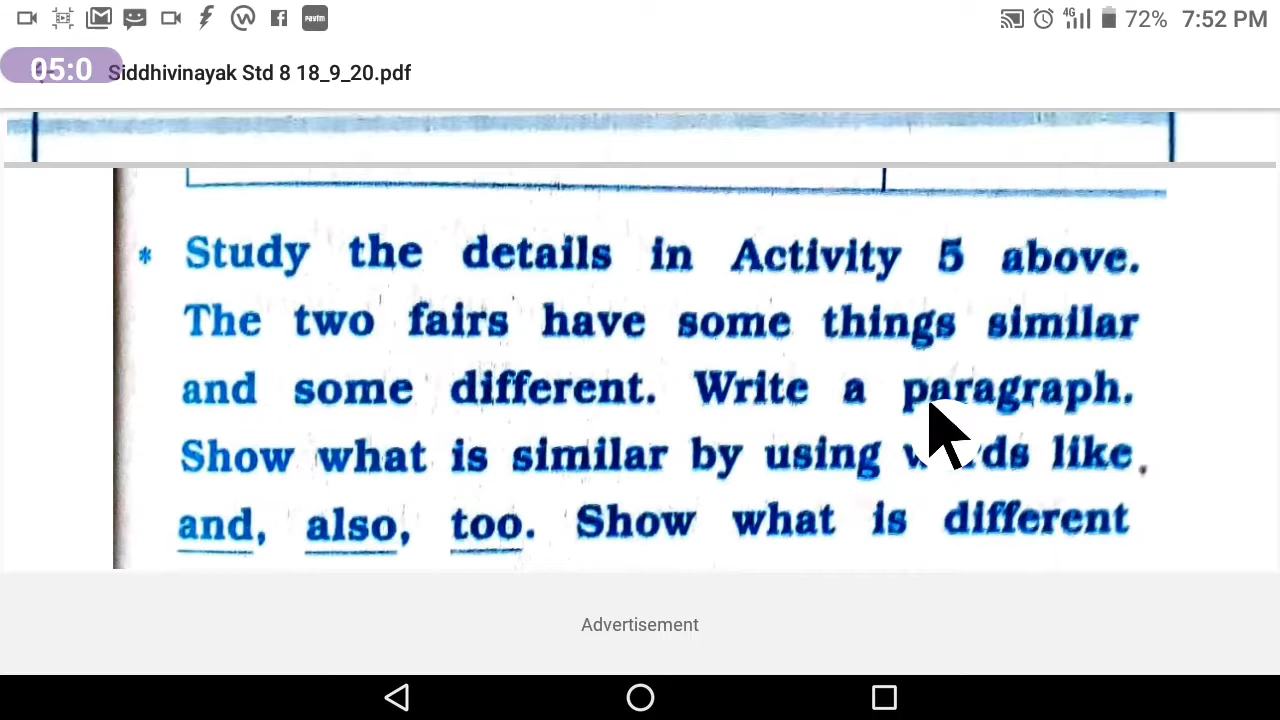 72% 7:52 PM
05:0 Siddhivinayak Std 8 18_9_20.pdf
* Study the details in Activity 5 above.
The two fairs have some things similar
and some different. Write a paragraph.
Show what is similar by using like
and, also, too. Show what is different
Advertisement